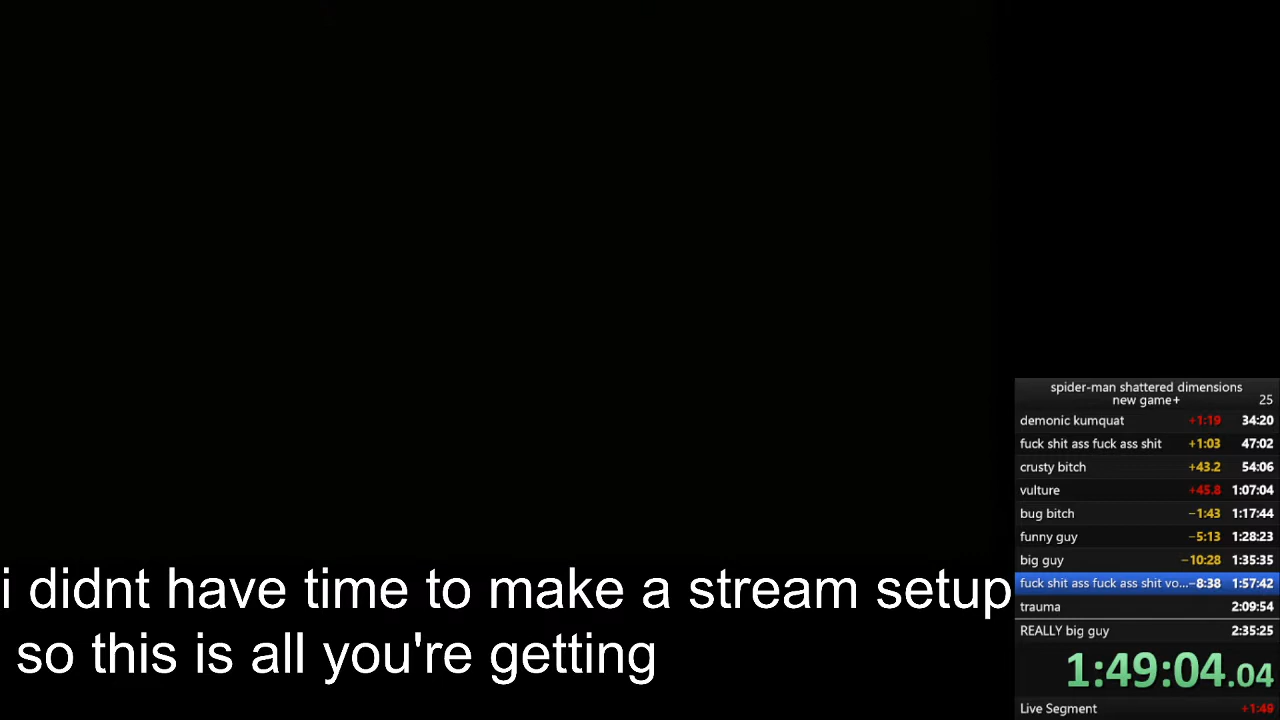 spider-man shattered dimensions
new game+ 25
demonic kumquat +1:19 34:20
fuck shit ass fuck ass shit +1:03 47:02
crusty bitch +43.2 54:06
vulture +45.8 1:07:04
bug bitch −1:43 1:17:44
funny guy −5:13 1:28:23
big guy −10:28 1:35:35
fuck shit ass fuck ass shit vo... −8:38 1:57:42
trauma 2:09:54
REALLY big guy 2:35:25
1:49:04.04
Live Segment +1:49
i didnt have time to make a stream setup
so this is all you're getting